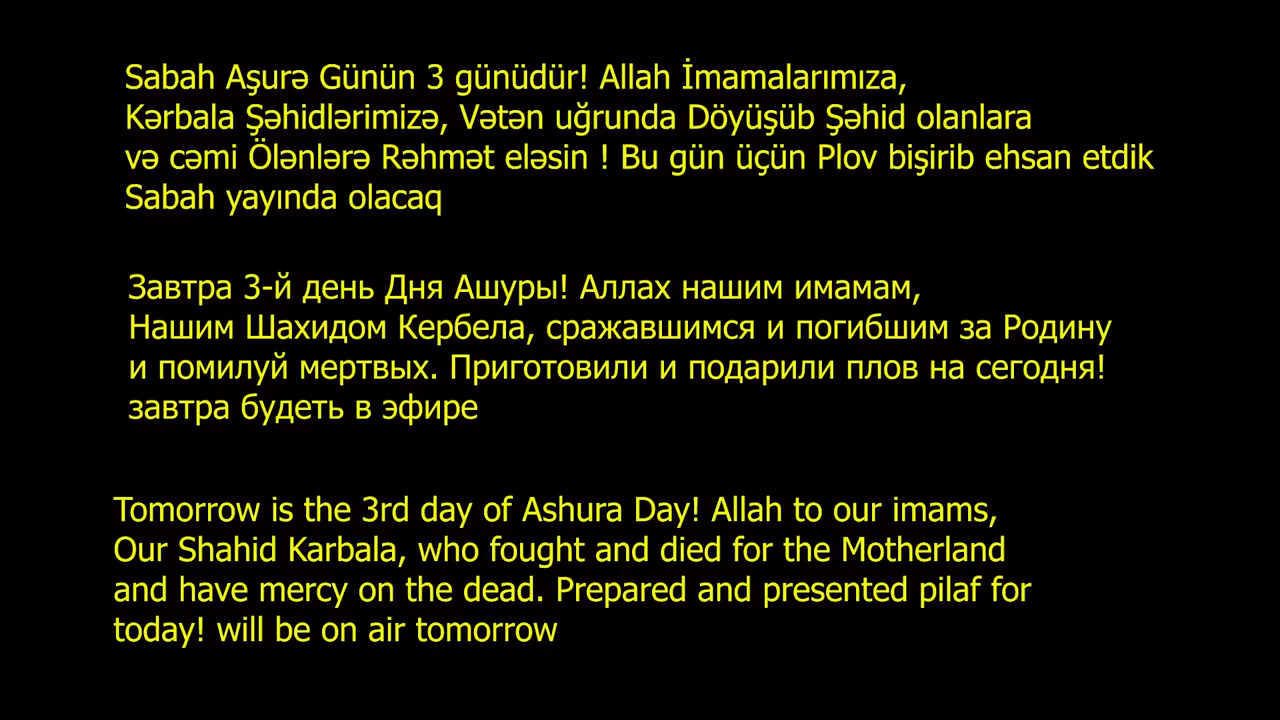 Sabah Aşurə Günün 3 günüdür! Allah İmamalarımıza,
Kərbala Şəhidlərimizə, Vətən uğrunda Döyüşüb Şəhid olanlara
və cəmi Ölənlərə Rəhmət eləsin ! Bu gün üçün Plov bişirib ehsan etdik
Sabah yayında olacaq
Завтра 3-й день Дня Ашуры! Аллах нашим имамам,
Нашим Шахидом Кербела, сражавшимся и погибшим за Родину
и помилуй мертвых. Приготовили и подарили плов на сегодня!
завтра будеть в эфире
Tomorrow is the 3rd day of Ashura Day! Allah to our imams,
Our Shahid Karbala, who fought and died for the Motherland
and have mercy on the dead. Prepared and presented pilaf for
today! will be on air tomorrow